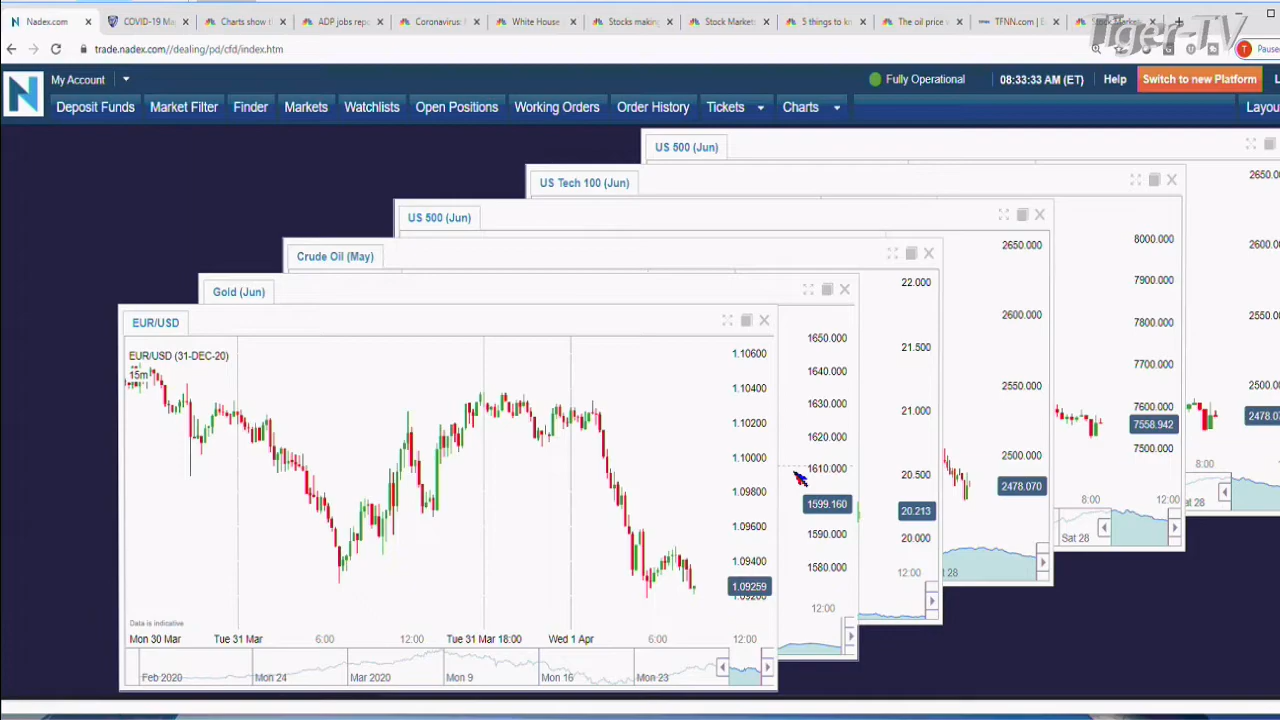 Nadex.com
COVID-19 Ma
Charts show t
ADP jobs rep
Coronavirus:
White House
Stocks making
Stock Market
5 things to kn
The oil price
TFNN.com | E
Stock Market
Tiger-TV
trade.nadex.com//dealing/pd/cfd/index.htm
T
Pause
N
My Account
Fully Operational
08:33:33 AM (ET)
Help
Switch to new Platform
Deposit Funds
Market Filter
Finder
Markets
Watchlists
Open Positions
Working Orders
Order History
Tickets
Charts
Layou
US 500 (Jun)
2650.00
2600.00
2500.00
2478.07
8:00
at 28
US Tech 100 (Jun)
8000.000
7900.000
7800.000
7700.000
7600.000
7558.942
7500.000
8:00
12:00
Sat 28
US 500 (Jun)
2650.000
2600.000
2550.000
2500.000
2478.070
at 28
Crude Oil (May)
22.000
21.500
21.000
20.500
20.213
20.000
12:00
Gold (Jun)
1650.000
1640.000
1630.000
1620.000
1610.000
1599.160
1590.000
1580.000
12:00
EUR/USD
EUR/USD (31-DEC-20)
15m
1.10600
1.10400
1.10200
1.10000
1.09800
1.09600
1.09400
1.09259
1.09200
Data is indicative
Mon 30 Mar
Tue 31 Mar
6:00
12:00
Tue 31 Mar 18:00
Wed 1 Apr
6:00
12:00
Feb 2020
Mon 24
Mar 2020
Mon 9
Mon 16
Mon 23